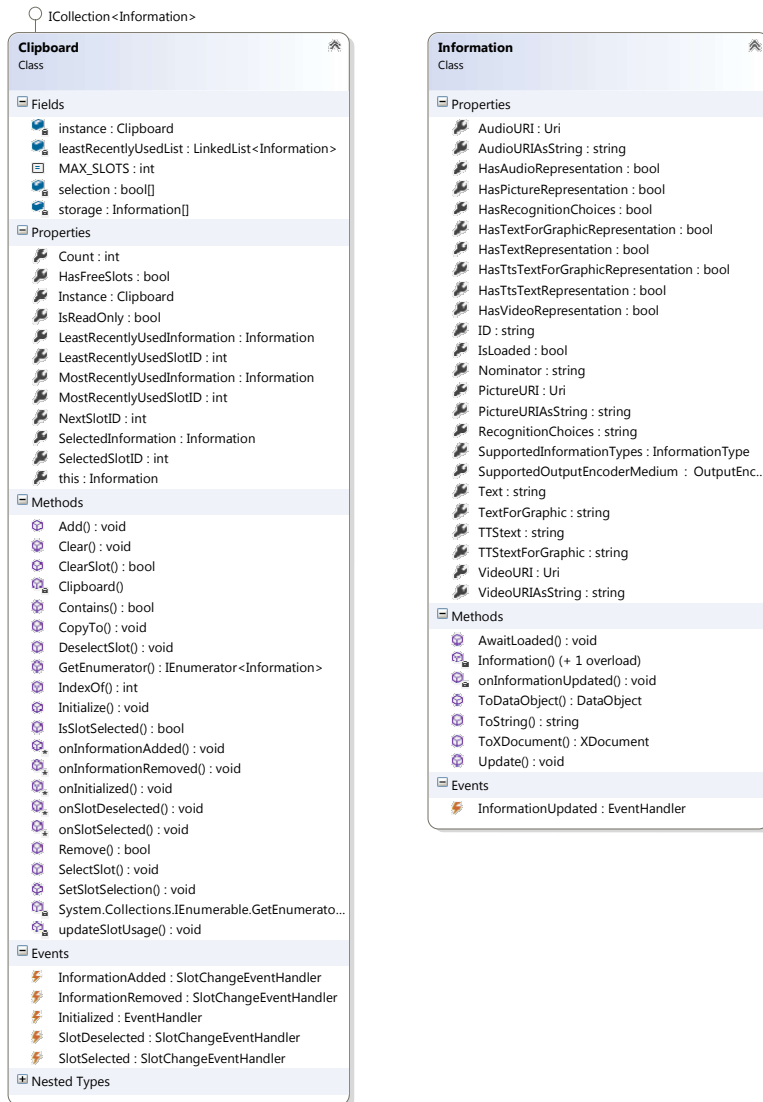 ICollection<Information>
Clipboard
Class
Fields
instance : Clipboard
leastRecentlyUsedList : LinkedList<Information>
MAX_SLOTS : int
selection : bool[]
storage : Information[]
Properties
Count : int
HasFreeSlots : bool
Instance : Clipboard
IsReadOnly : bool
LeastRecentlyUsedInformation : Information
LeastRecentlyUsedSlotID : int
MostRecentlyUsedInformation : Information
MostRecentlyUsedSlotID : int
NextSlotID : int
SelectedInformation : Information
SelectedSlotID : int
this : Information
Methods
Add() : void
Clear() : void
ClearSlot() : bool
Clipboard()
Contains() : bool
CopyTo() : void
DeselectSlot() : void
GetEnumerator() : IEnumerator<Information>
IndexOf() : int
Initialize() : void
IsSlotSelected() : bool
onInformationAdded() : void
onInformationRemoved() : void
onInitialized() : void
onSlotDeselected() : void
onSlotSelected() : void
Remove() : bool
SelectSlot() : void
SetSlotSelection() : void
System.Collections.IEnumerable.GetEnumerato...
updateSlotUsage() : void
Events
InformationAdded : SlotChangeEventHandler
InformationRemoved : SlotChangeEventHandler
Initialized : EventHandler
SlotDeselected : SlotChangeEventHandler
SlotSelected : SlotChangeEventHandler
Nested Types
Information
Class
Properties
AudioURI : Uri
AudioURIAsString : string
HasAudioRepresentation : bool
HasPictureRepresentation : bool
HasRecognitionChoices : bool
HasTextForGraphicRepresentation : bool
HasTextRepresentation : bool
HasTtsTextForGraphicRepresentation : bool
HasTtsTextRepresentation : bool
HasVideoRepresentation : bool
ID : string
IsLoaded : bool
Nominator : string
PictureURI : Uri
PictureURIAsString : string
RecognitionChoices : string
SupportedInformationTypes : InformationType
SupportedOutputEncoderMedium : OutputEnc..
Text : string
TextForGraphic : string
TTStext : string
TTStextForGraphic : string
VideoURI : Uri
VideoURIAsString : string
Methods
AwaitLoaded() : void
Information() (+ 1 overload)
onInformationUpdated() : void
ToDataObject() : DataObject
ToString() : string
ToXDocument() : XDocument
Update() : void
Events
InformationUpdated : EventHandler